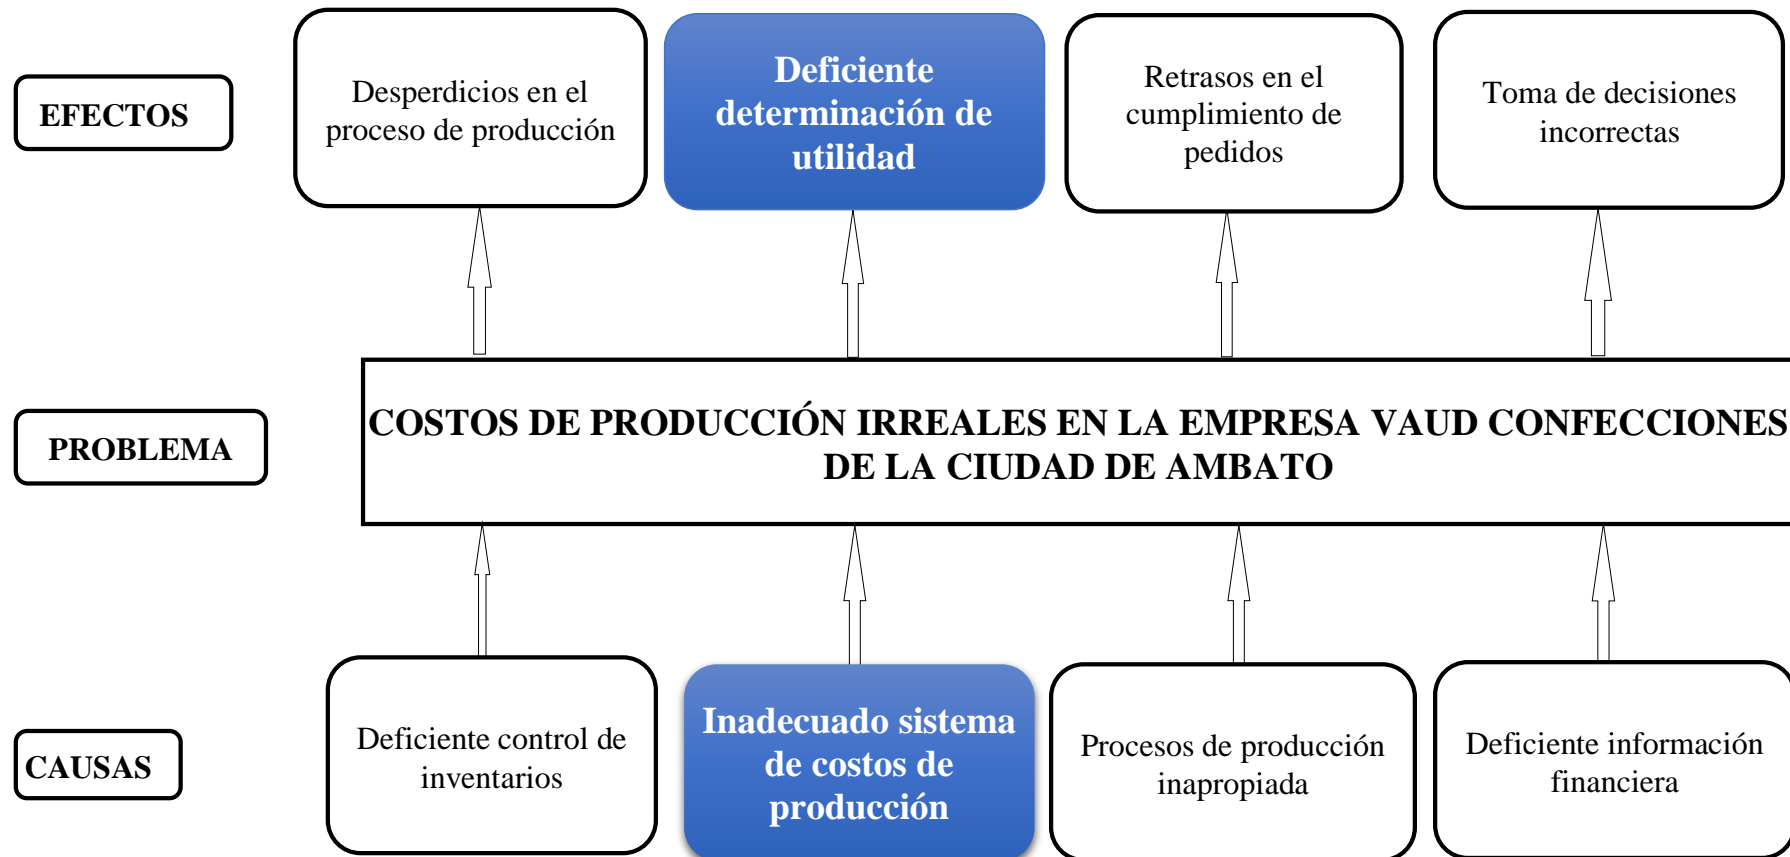 EFECTOS
Desperdicios en el
proceso de producción
Deficiente
determinación de
utilidad
Retrasos en el
cumplimiento de
pedidos
Toma de decisiones
incorrectas
PROBLEMA
COSTOS DE PRODUCCIÓN IRREALES EN LA EMPRESA VAUD CONFECCIONES
DE LA CIUDAD DE AMBATO
CAUSAS
Deficiente control de
inventarios
Inadecuado sistema
de costos de
producción
Procesos de producción
inapropiada
Deficiente información
financiera